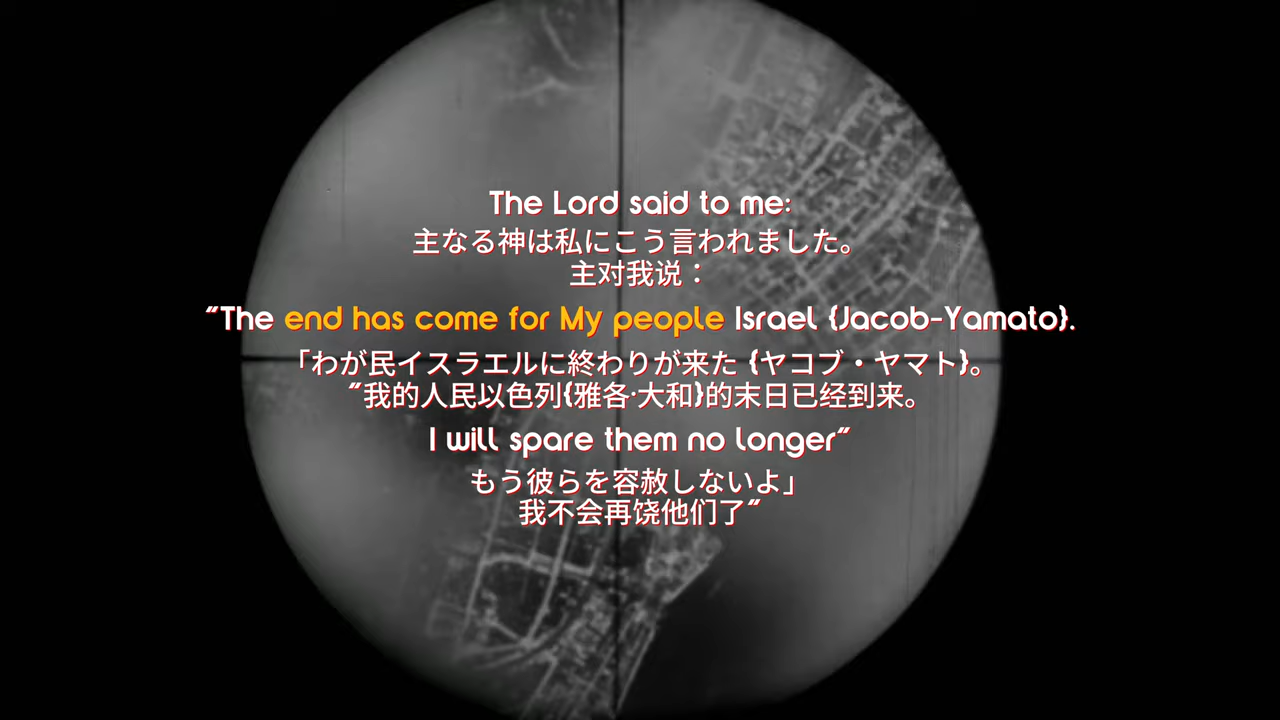 The Lord said to me:
主なる神は私にこう言われました。
主对我说：
"The end has come for My people Israel {Jacob-Yamato}.
「わが民イスラエルに終わりが来た {ヤコブ・ヤマト}。
"我的人民以色列{雅各·大和}的末日已经到来。
I will spare them no longer"
もう彼らを容赦しないよ」
我不会再饶他们了"